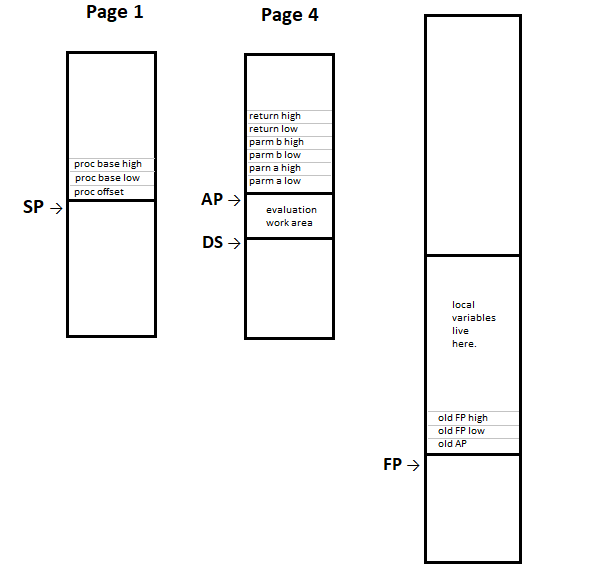 Page 1
proc base high
proc base low
proc offset
SP →
Page 4
return high
return low
parm b high
parm b low
parn a high
parm a low
AP →
evaluation
work area
DS →
local
variables
live
here.
old FP high
old FP low
old AP
FP →